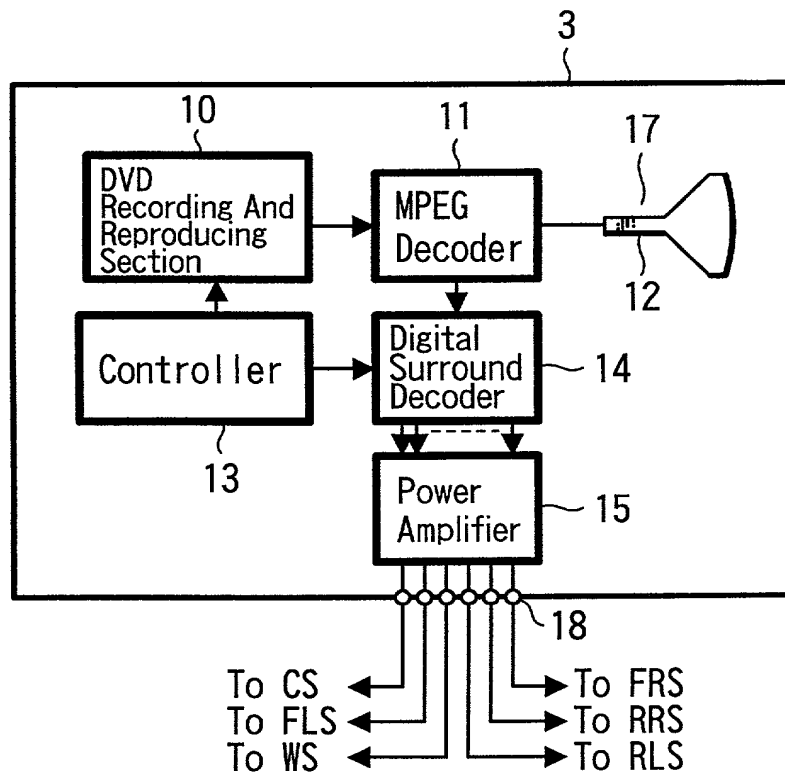 3
10
11
17
DVD
Recording And
Reproducing
Section
MPEG
Decoder
12
Controller
Digital
Surround
Decoder
14
13
Power
Amplifier
15
18
To CS
To FRS
To FLS
To RRS
To WS
To RLS